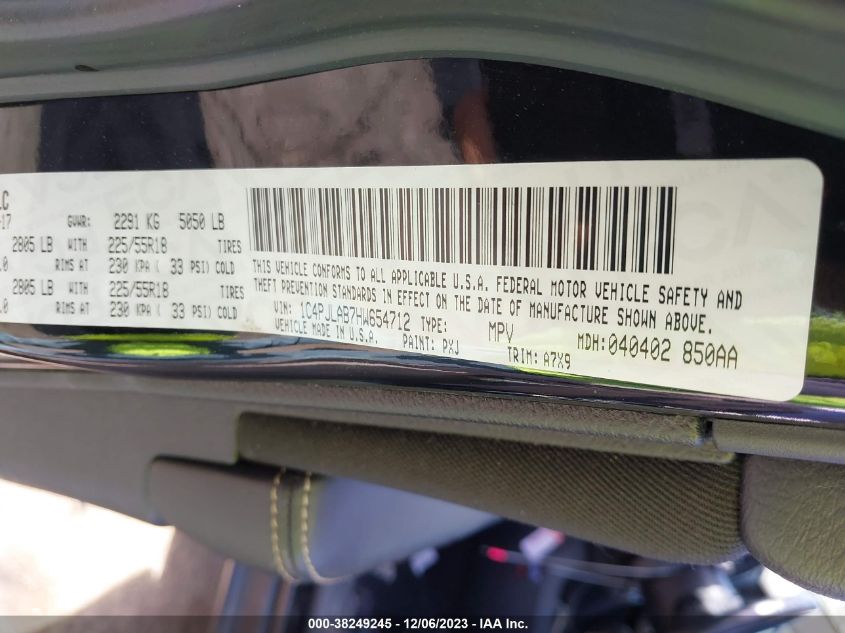 LC
-17 GVWR: 2291 KG 5050 LB
2805 LB WITH 225/55R18 TIRES
.0 RIMS AT 230 KPA ( 33 PSI) COLD
2805 LB WITH 225/55R18 TIRES
.0 RIMS AT 230 KPA ( 33 PSI) COLD
THIS VEHICLE CONFORMS TO ALL APPLICABLE U.S.A. FEDERAL MOTOR VEHICLE SAFETY AND
THEFT PREVENTION STANDARDS IN EFFECT ON THE DATE OF MANUFACTURE SHOWN ABOVE.
VIN: 1C4PJLAB7HW654712 TYPE: MPV MDH: 040402 850AA
VEHICLE MADE IN U.S.A. PAINT: PXJ TRIM: A7X9
000-38249245 - 12/06/2023 - IAA Inc.